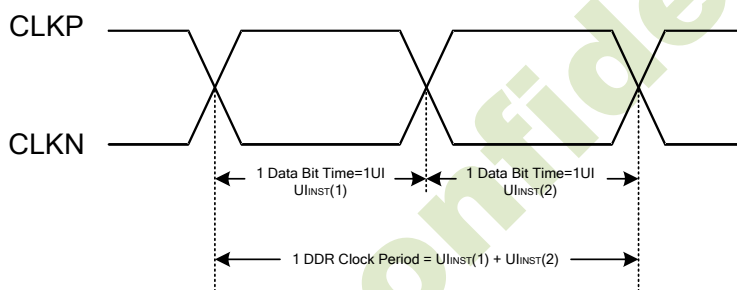 CLKP
CLKN
1 Data Bit Time=1UI
UIINST(1)
1 Data Bit Time=1UI
UIINST(2)
1 DDR Clock Period = UIINST(1) + UIINST(2)